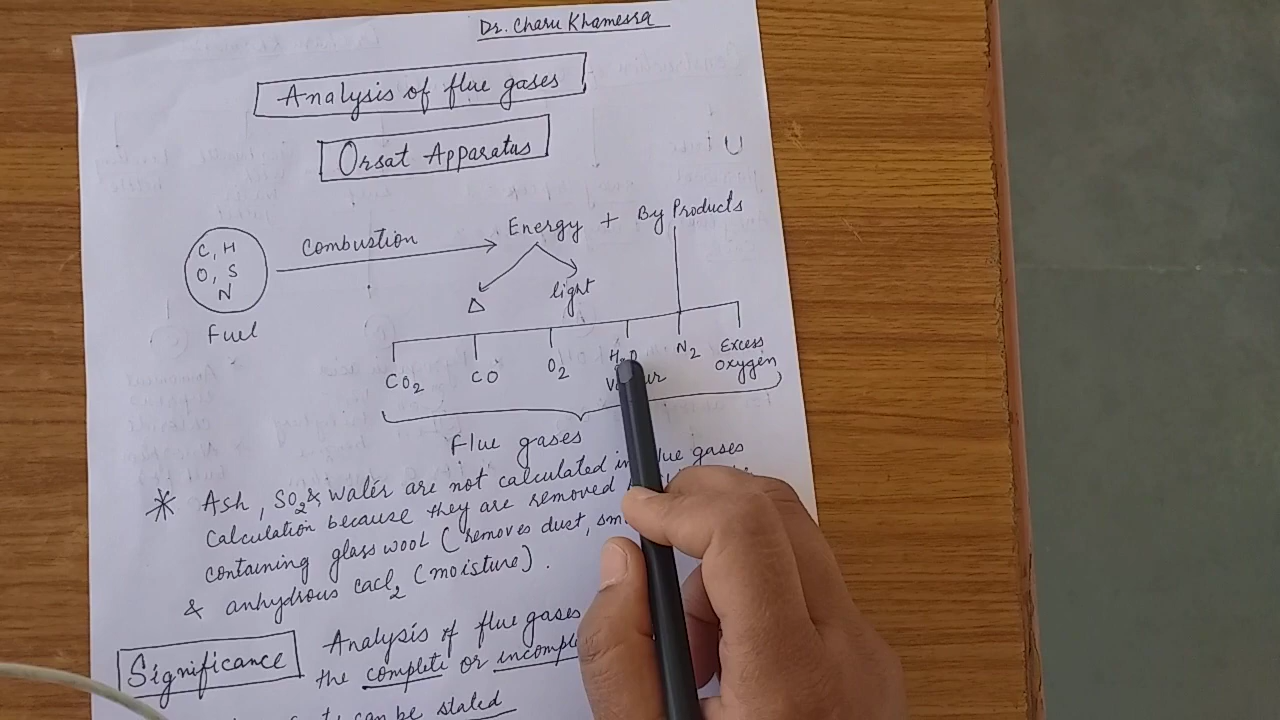 Dr. Charu Khamesra
Analysis of flue gases
Orsat Apparatus
C, H
O, S
N
Fuel
Combustion
Energy + By Products
Δ
light
CO2
CO
O2
H2O
N2
Excess
oxygen
Flue gases
* Ash, SO2 & Water are not calculated in flue gases
calculation because they are removed
containing glass wool (removes dust,
& anhydrous cacl2 (moisture).
Significance
Analysis of flue gases
the complete or
can be stated